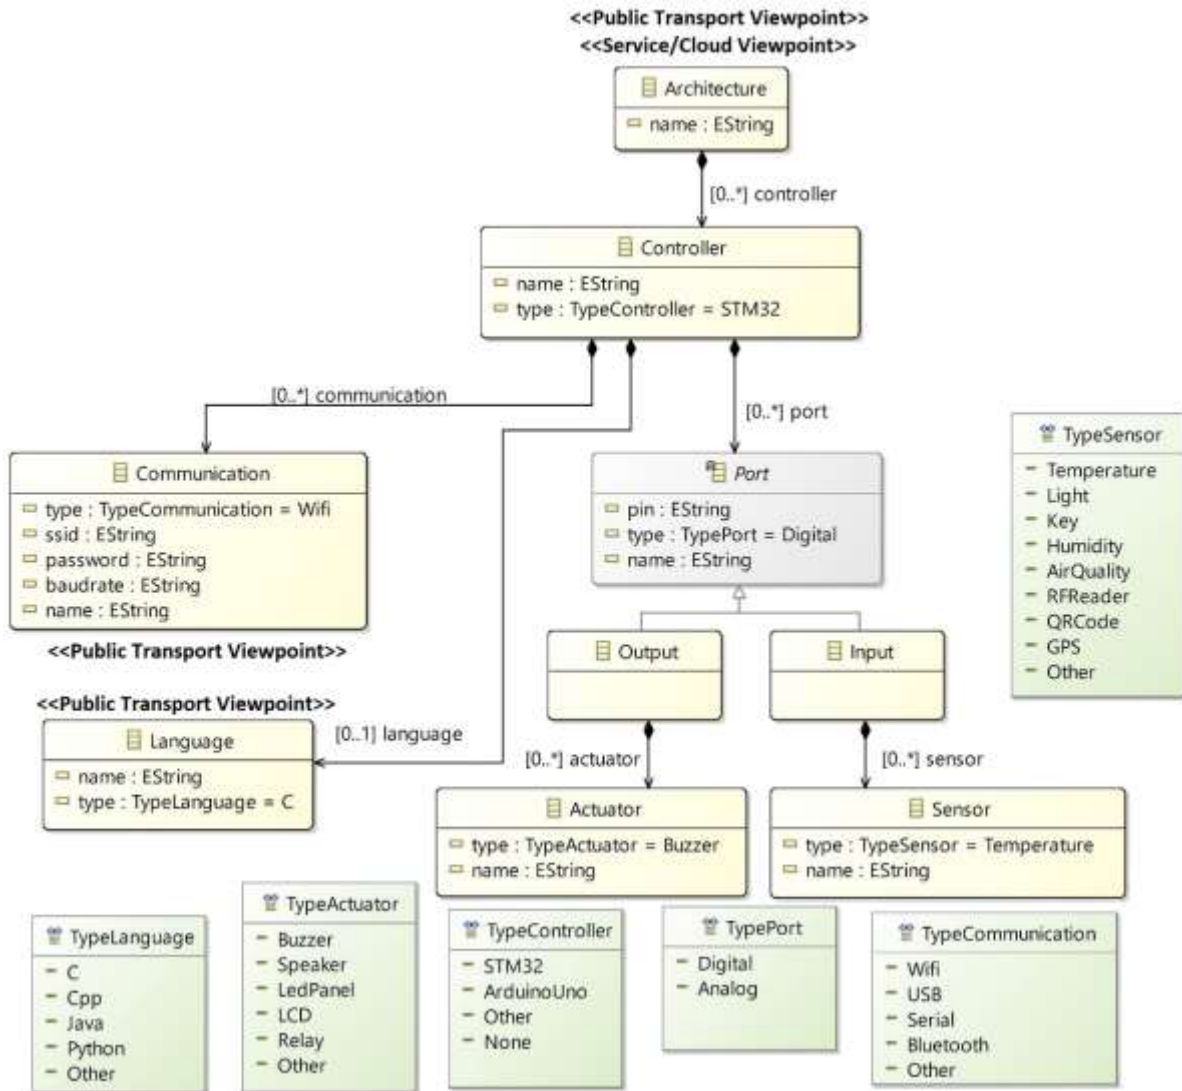 <<Public Transport Viewpoint>>
<<Service/Cloud Viewpoint>>
Architecture
name : EString
[0..*] controller
Controller
name : EString
type : TypeController = STM32
[0..*] communication
[0..*] port
Communication
type : TypeCommunication = Wifi
ssid : EString
password : EString
baudrate : EString
name : EString
<<Public Transport Viewpoint>>
Port
pin : EString
type : TypePort = Digital
name : EString
TypeSensor
Temperature
Light
Key
Humidity
AirQuality
RFReader
QRCode
GPS
Other
Output
Input
<<Public Transport Viewpoint>>
Language
name : EString
type : TypeLanguage = C
[0..1] language
[0..*] actuator
[0..*] sensor
Actuator
type : TypeActuator = Buzzer
name : EString
Sensor
type : TypeSensor = Temperature
name : EString
TypeLanguage
C
Cpp
Java
Python
Other
TypeActuator
Buzzer
Speaker
LedPanel
LCD
Relay
Other
TypeController
STM32
ArduinoUno
Other
None
TypePort
Digital
Analog
TypeCommunication
Wifi
USB
Serial
Bluetooth
Other